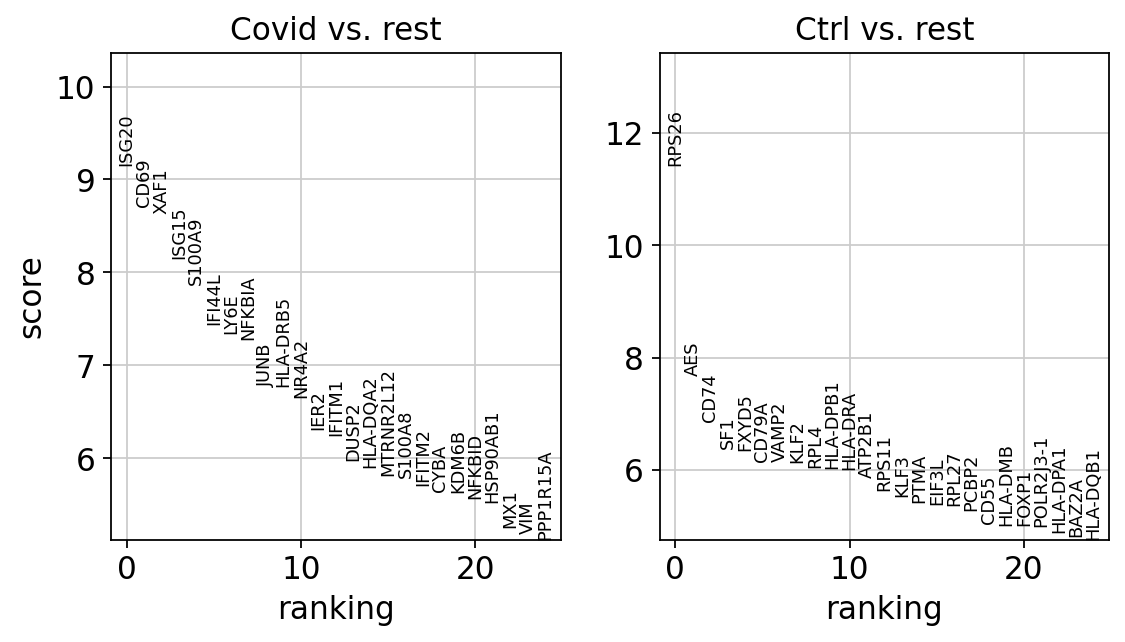 Covid vs. rest
10
9
8
7
6
score
ISG20
CD69
XAF1
ISG15
S100A9
IFI44L
LY6E
NFKBIA
JUNB
HLA-DRB5
NR4A2
IER2
IFITM1
DUSP2
HLA-DQA2
MTRNR2L12
S100A8
IFITM2
CYBA
KDM6B
NFKBID
HSP90AB1
MX1
VIM
PPP1R15A
0
10
20
ranking
Ctrl vs. rest
12
10
8
6
RPS26
AES
CD74
SF1
FXYD5
CD79A
VAMP2
KLF2
RPL4
HLA-DPB1
HLA-DRA
ATP2B1
RPS11
KLF3
PTMA
EIF3L
RPL27
PCBP2
CD55
HLA-DMB
FOXP1
POLR2J3-1
HLA-DPA1
BAZ2A
HLA-DQB1
0
10
20
ranking